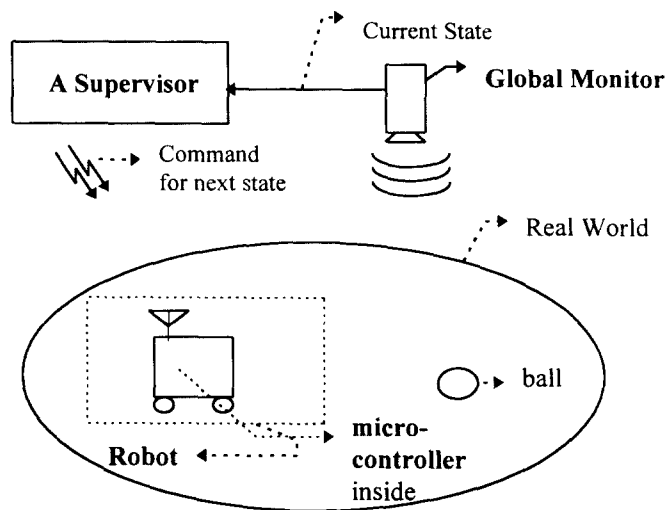 Current State
A Supervisor
Global Monitor
Command
for next state
Real World
ball
micro-
controller
inside
Robot